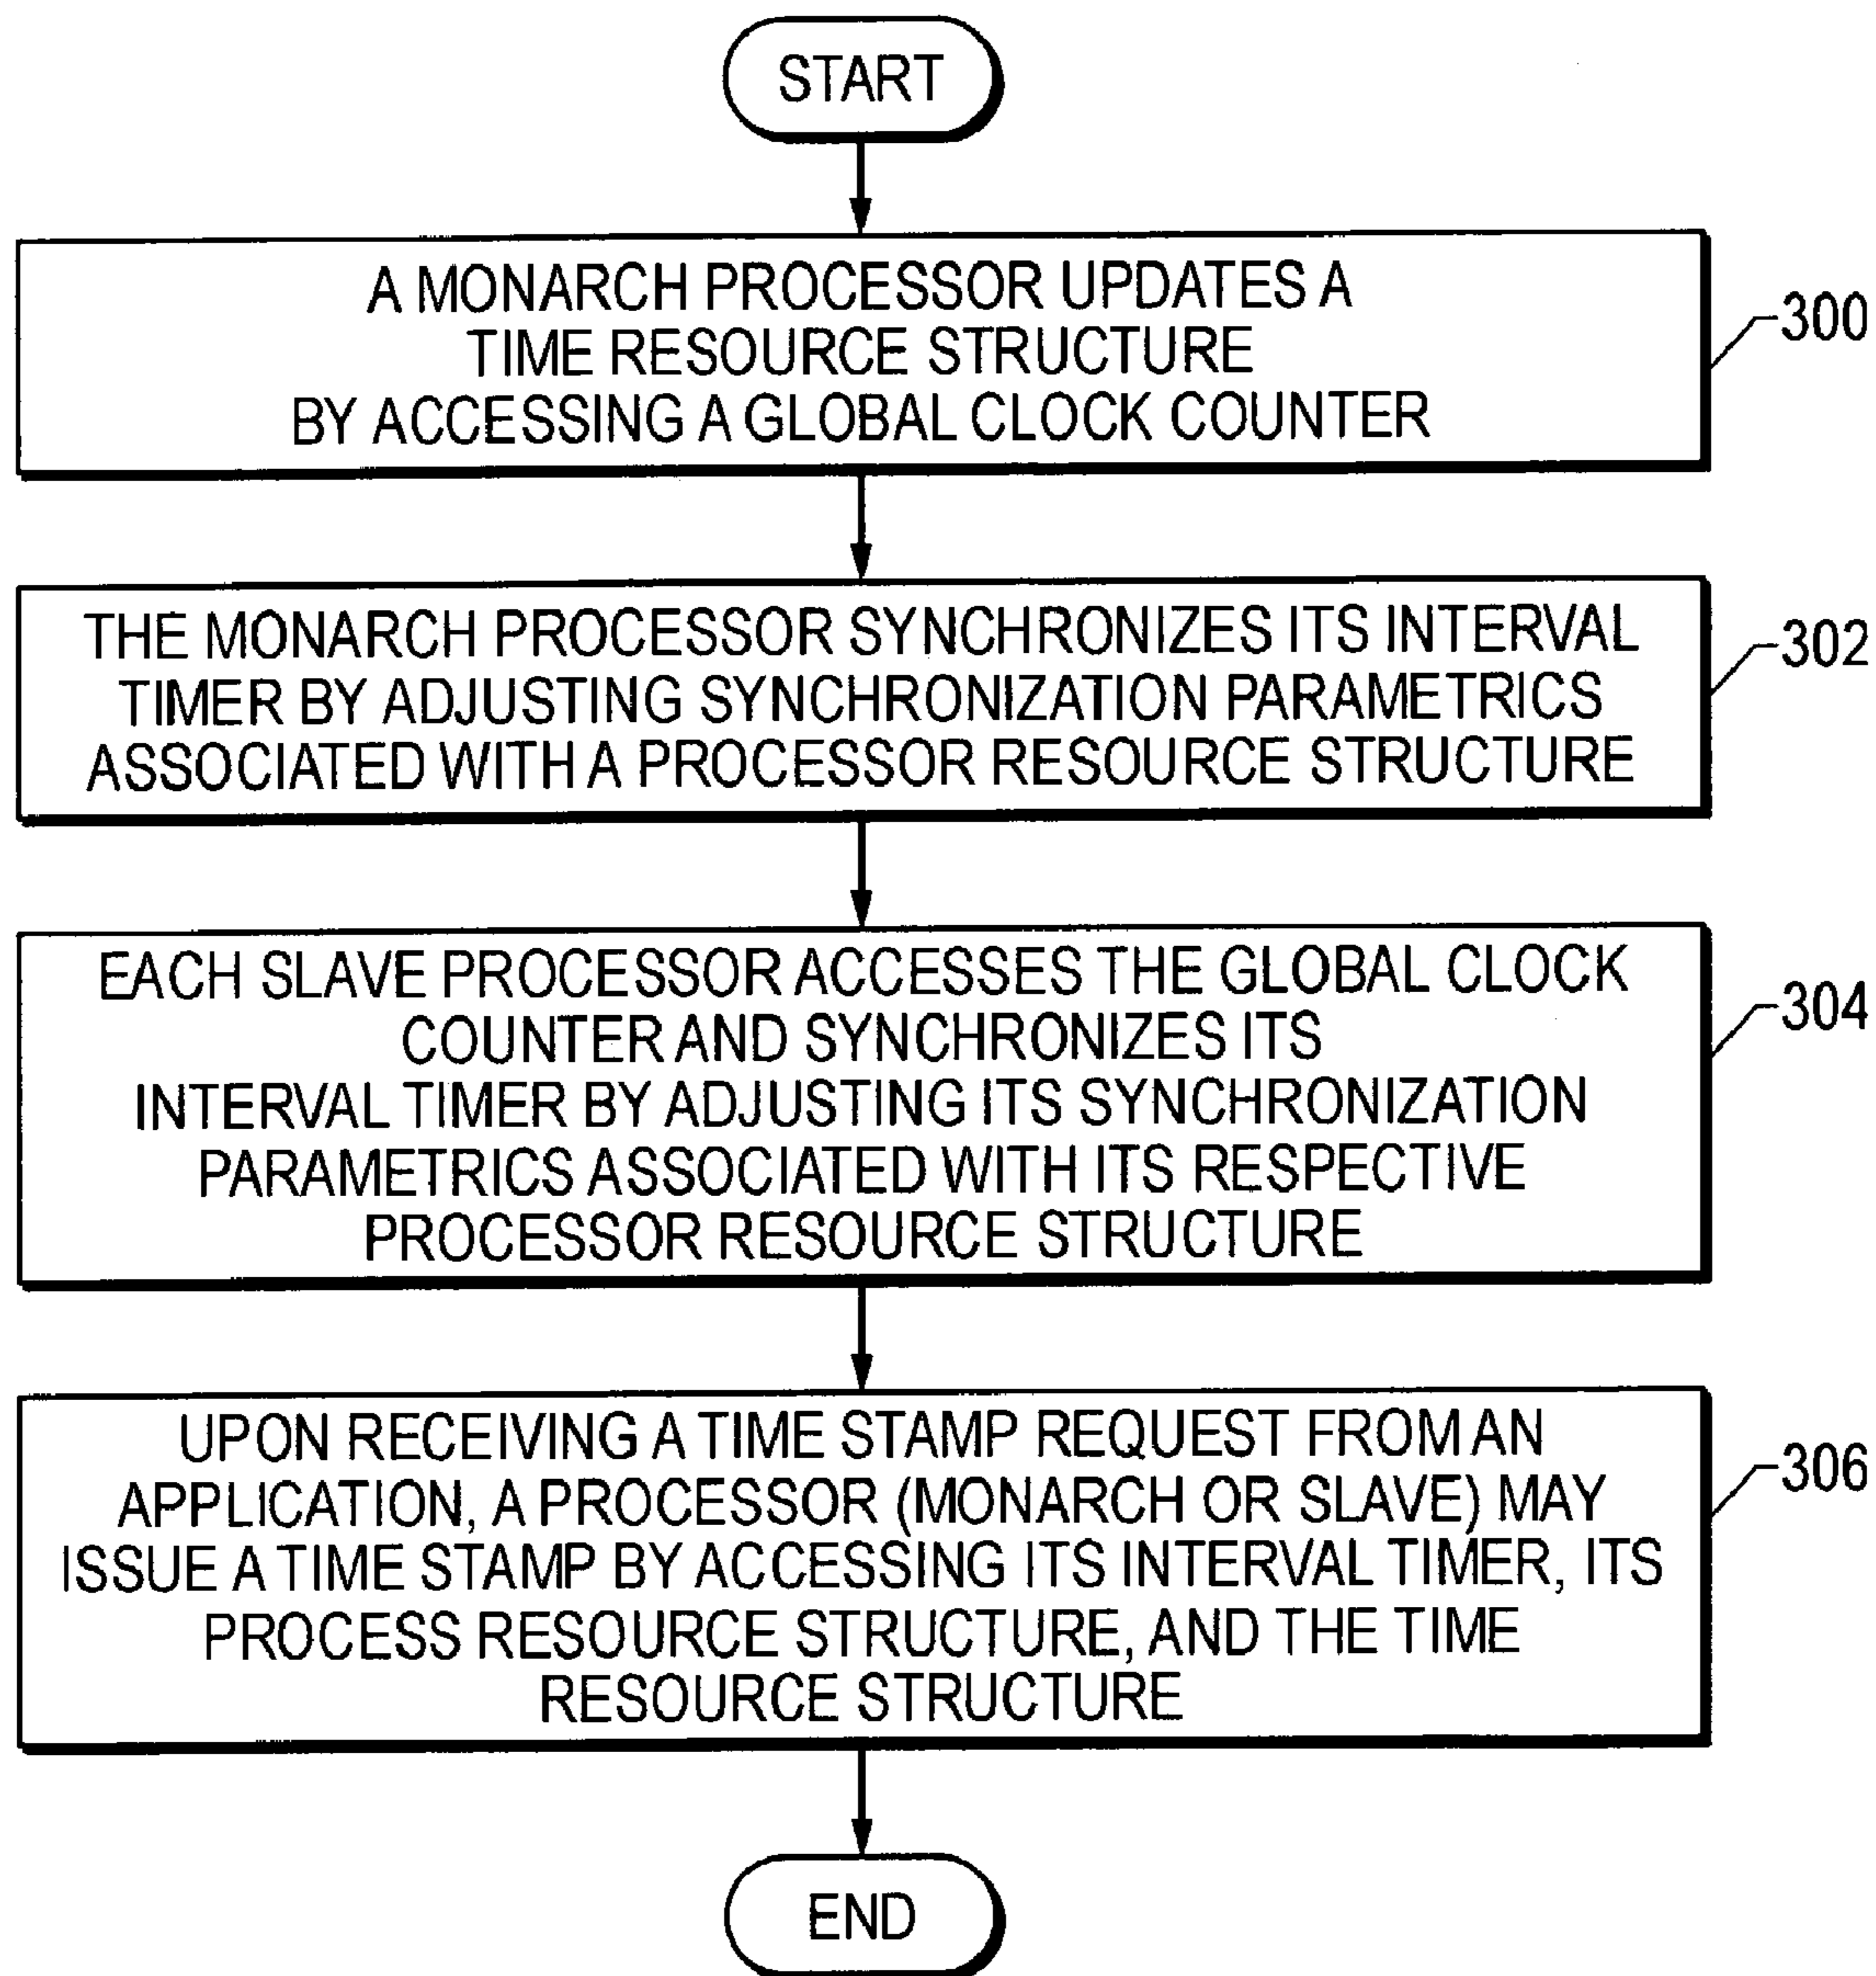 START
A MONARCH PROCESSOR UPDATES A
TIME RESOURCE STRUCTURE
BY ACCESSING A GLOBAL CLOCK COUNTER
300
THE MONARCH PROCESSOR SYNCHRONIZES ITS INTERVAL
TIMER BY ADJUSTING SYNCHRONIZATION PARAMETRICS
ASSOCIATED WITH A PROCESSOR RESOURCE STRUCTURE
302
EACH SLAVE PROCESSOR ACCESSES THE GLOBAL CLOCK
COUNTER AND SYNCHRONIZES ITS
INTERVAL TIMER BY ADJUSTING ITS SYNCHRONIZATION
PARAMETRICS ASSOCIATED WITH ITS RESPECTIVE
PROCESSOR RESOURCE STRUCTURE
304
UPON RECEIVING A TIME STAMP REQUEST FROM AN
APPLICATION, A PROCESSOR (MONARCH OR SLAVE) MAY
ISSUE A TIME STAMP BY ACCESSING ITS INTERVAL TIMER, ITS
PROCESS RESOURCE STRUCTURE, AND THE TIME
RESOURCE STRUCTURE
306
END